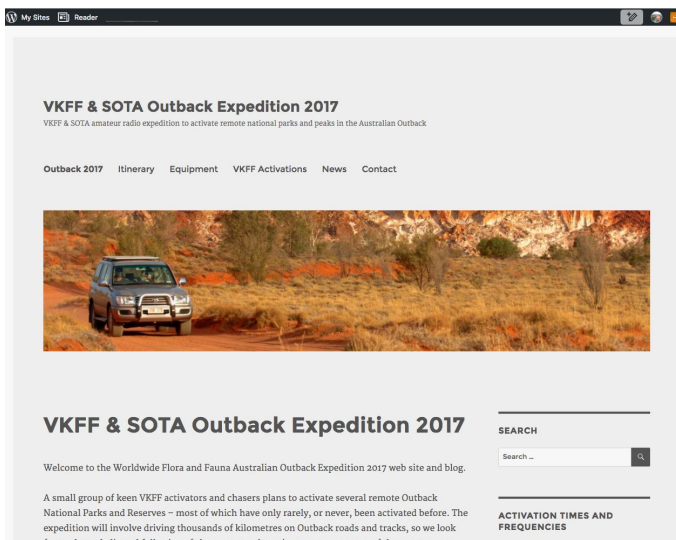 My Sites Reader
VKFF & SOTA Outback Expedition 2017
VKFF & SOTA amateur radio expedition to activate remote national parks and peaks in the Australian Outback
Outback 2017 Itinerary Equipment VKFF Activations News Contact
VKFF & SOTA Outback Expedition 2017
Welcome to the Worldwide Flora and Fauna Australian Outback Expedition 2017 web site and blog.
A small group of keen VKFF activators and chasers plans to activate several remote Outback
National Parks and Reserves – most of which have only rarely, or never, been activated before. The
expedition will involve driving thousands of kilometres on Outback roads and tracks, so we look
SEARCH
Search …
ACTIVATION TIMES AND
FREQUENCIES